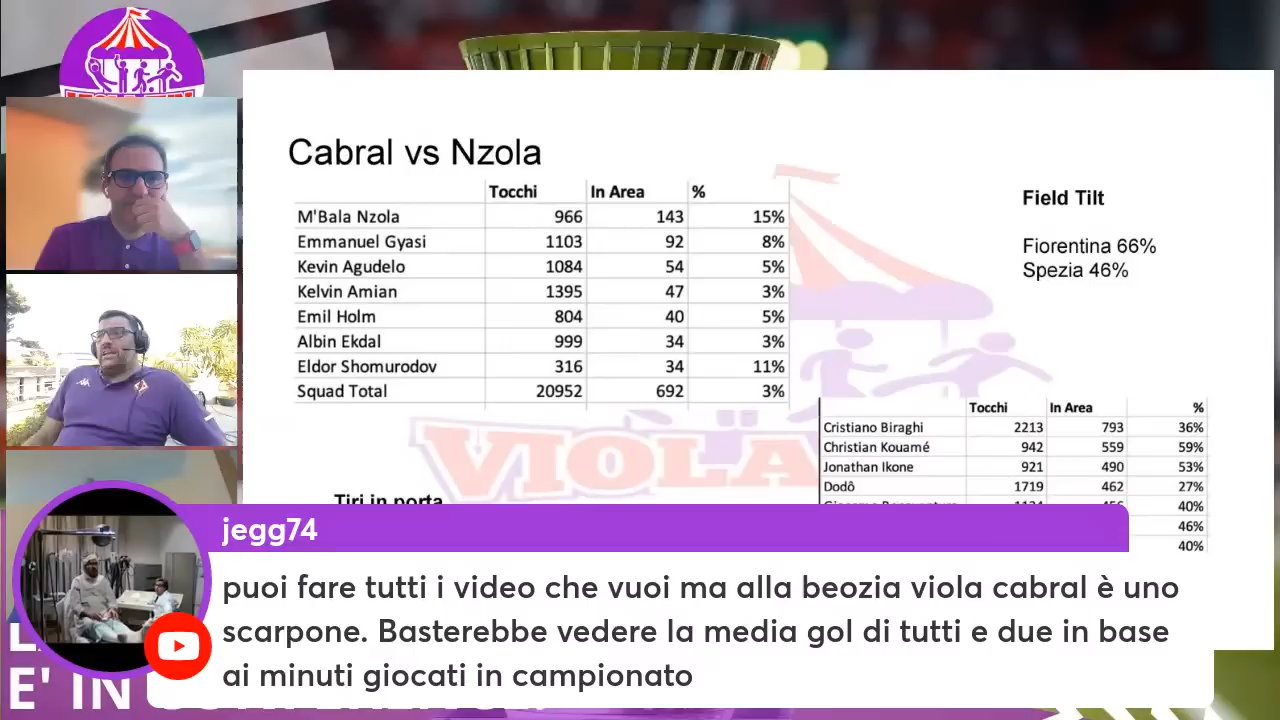 Cabral vs Nzola
Tocchi In Area %
M'Bala Nzola 966 143 15%
Emmanuel Gyasi 1103 92 8%
Kevin Agudelo 1084 54 5%
Kelvin Amian 1395 47 3%
Emil Holm 804 40 5%
Albin Ekdal 999 34 3%
Eldor Shomurodov 316 34 11%
Squad Total 20952 692 3%
Field Tilt
Fiorentina 66%
Spezia 46%
VIOLA
Tocchi In Area %
Cristiano Biraghi 2213 793 36%
Christian Kouamé 942 559 59%
Jonathan Ikone 921 490 53%
Dodô 1719 462 27%
40%
46%
40%
Tiri in porta
jegg74
puoi fare tutti i video che vuoi ma alla beozia viola cabral è uno
scarpone. Basterebbe vedere la media gol di tutti e due in base
ai minuti giocati in campionato
E' IN